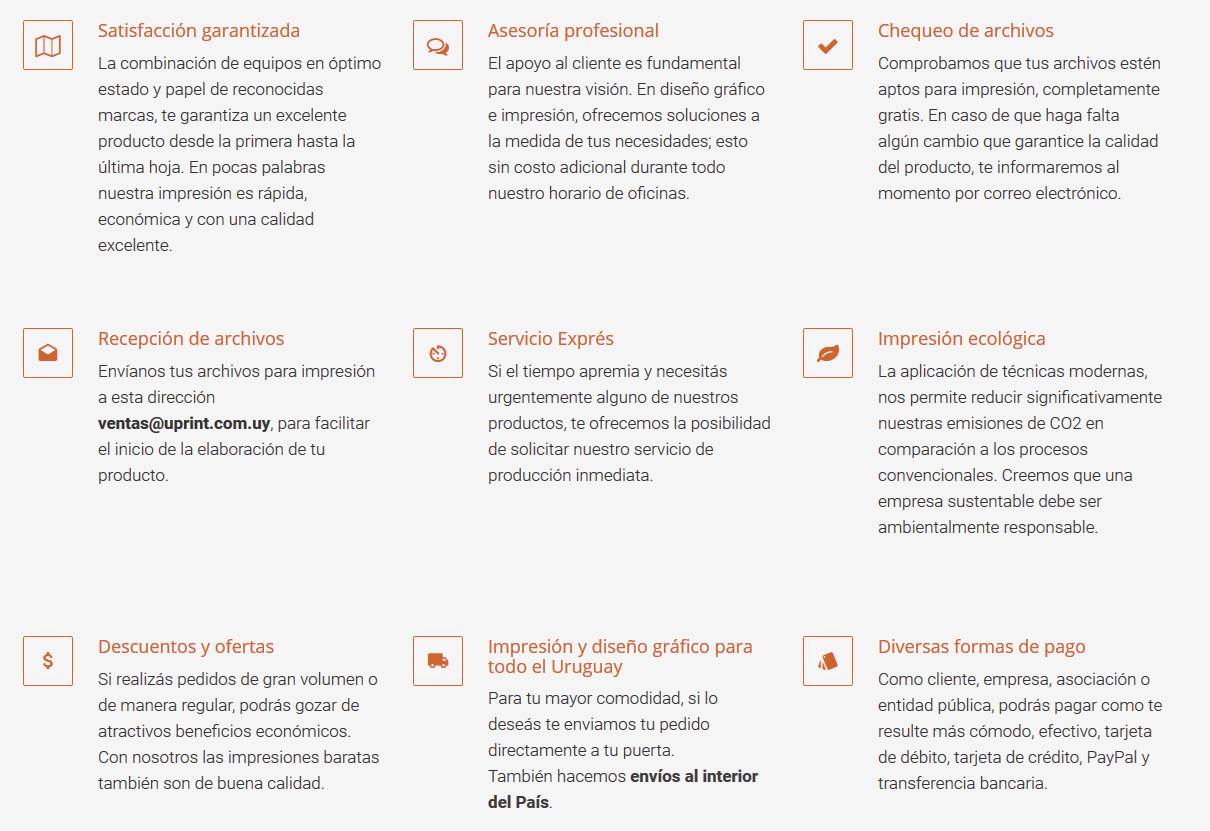 Satisfacción garantizada
La combinación de equipos en óptimo
estado y papel de reconocidas
marcas, te garantiza un excelente
producto desde la primera hasta la
última hoja. En pocas palabras
nuestra impresión es rápida,
económica y con una calidad
excelente.
Asesoría profesional
El apoyo al cliente es fundamental
para nuestra visión. En diseño gráfico
e impresión, ofrecemos soluciones a
la medida de tus necesidades; esto
sin costo adicional durante todo
nuestro horario de oficinas.
Chequeo de archivos
Comprobamos que tus archivos estén
aptos para impresión, completamente
gratis. En caso de que haga falta
algún cambio que garantice la calidad
del producto, te informaremos al
momento por correo electrónico.
Recepción de archivos
Envíanos tus archivos para impresión
a esta dirección
ventas@uprint.com.uy, para facilitar
el inicio de la elaboración de tu
producto.
Servicio Exprés
Si el tiempo apremia y necesitás
urgentemente alguno de nuestros
productos, te ofrecemos la posibilidad
de solicitar nuestro servicio de
producción inmediata.
Impresión ecológica
La aplicación de técnicas modernas,
nos permite reducir significativamente
nuestras emisiones de CO2 en
comparación a los procesos
convencionales. Creemos que una
empresa sustentable debe ser
ambientalmente responsable.
Descuentos y ofertas
Si realizás pedidos de gran volumen o
de manera regular, podrás gozar de
atractivos beneficios económicos.
Con nosotros las impresiones baratas
también son de buena calidad.
Impresión y diseño gráfico para
todo el Uruguay
Para tu mayor comodidad, si lo
deseás te enviamos tu pedido
directamente a tu puerta.
También hacemos envíos al interior
del País.
Diversas formas de pago
Como cliente, empresa, asociación o
entidad pública, podrás pagar como te
resulte más cómodo, efectivo, tarjeta
de débito, tarjeta de crédito, PayPal y
transferencia bancaria.